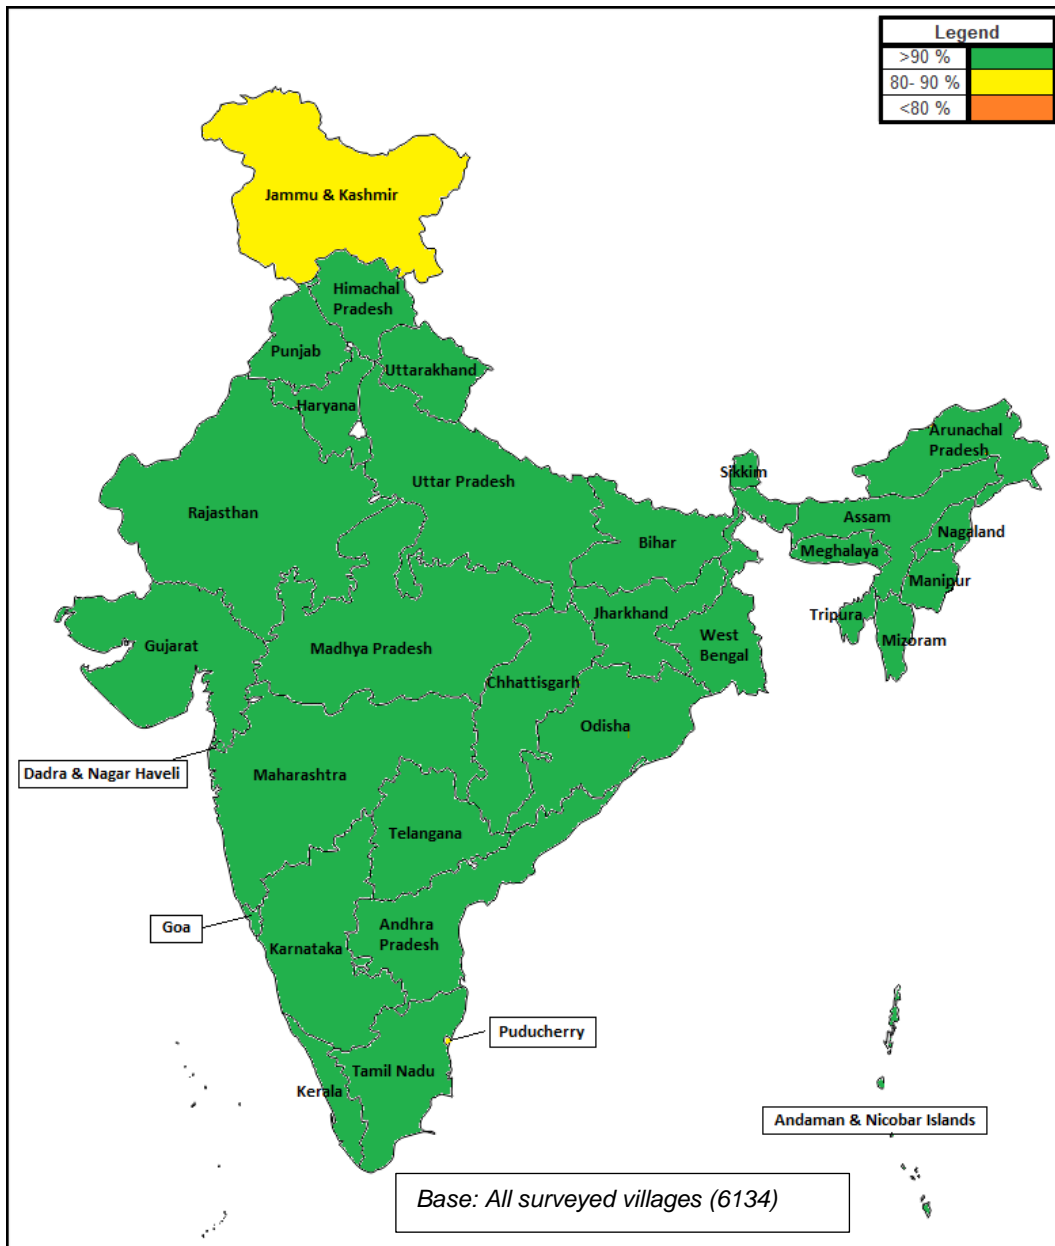 Legend
>90 %
80- 90 %
<80 %
Jammu & Kashmir
Himachal
Pradesh
Punjab
Uttarakhand
Haryana
Arunachal
Pradesh
Sikkim
Uttar Pradesh
Rajasthan
Assam
Nagaland
Bihar
Meghalaya
Manipur
Jharkhand
Tripura
West
Bengal
Mizoram
Gujarat
Madhya Pradesh
Chhattisgarh
Odisha
Dadra & Nagar Haveli
Maharashtra
Telangana
Goa
Andhra
Pradesh
Karnataka
Puducherry
Tamil Nadu
Kerala
Andaman & Nicobar Islands
Base: All surveyed villages (6134)